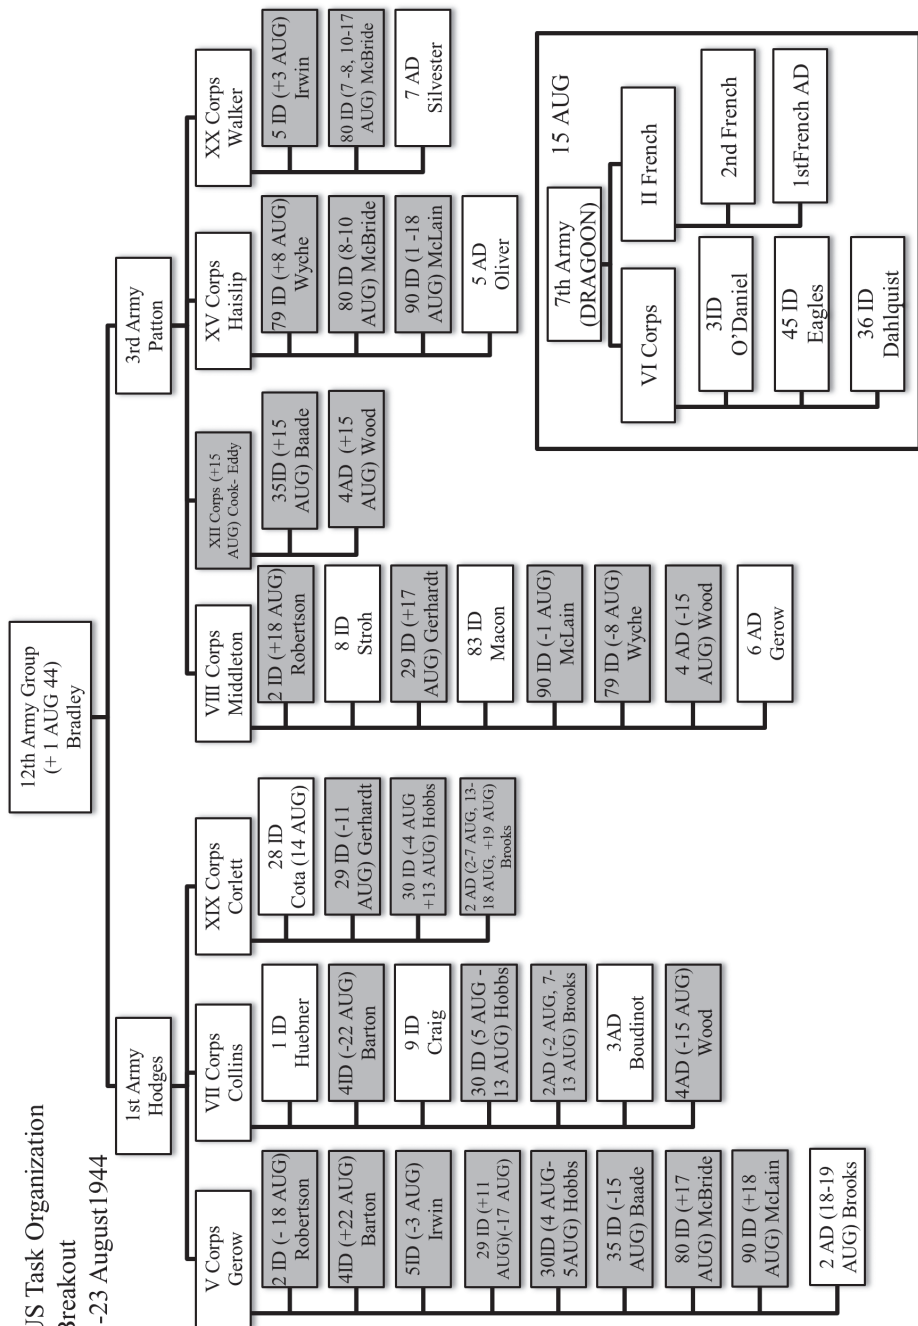 US Task Organization
Breakout
-23 August1944
12th Army Group
(+ 1 AUG 44)
Bradley
1st Army
Hodges
3rd Army
Patton
V Corps
Gerow
2 ID (- 18 AUG)
Robertson
4ID (+22 AUG)
Barton
5ID (-3 AUG)
Irwin
29 ID (+11
AUG)(-17 AUG)
30ID (4 AUG-
5AUG) Hobbs
35 ID (-15
AUG) Baade
80 ID (+17
AUG) McBride
90 ID (+18
AUG) McLain
2 AD (18-19
AUG) Brooks
VII Corps
Collins
1 ID
Huebner
4ID (-22 AUG)
Barton
9 ID
Craig
30 ID (5 AUG -
13 AUG) Hobbs
2AD (-2 AUG, 7-
13 AUG) Brooks
3AD
Boudinot
4AD (-15 AUG)
Wood
XIX Corps
Corlett
28 ID
Cota (14 AUG)
29 ID (-11
AUG) Gerhardt
30 ID (-4 AUG
+13 AUG) Hobbs
2 AD (2-7 AUG, 13-
18 AUG, +19 AUG)
Brooks
VIII Corps
Middleton
2 ID (+18 AUG)
Robertson
8 ID
Stroh
29 ID (+17
AUG) Gerhardt
83 ID
Macon
90 ID (-1 AUG)
McLain
79 ID (-8 AUG)
Wyche
4 AD (-15
AUG) Wood
6 AD
Gerow
XII Corps (+15
AUG) Cook- Eddy
35ID (+15
AUG) Baade
4AD (+15
AUG) Wood
XV Corps
Haislip
79 ID (+8 AUG)
Wyche
80 ID (8-10
AUG) McBride
90 ID (1 -18
AUG) McLain
5 AD
Oliver
XX Corps
Walker
5 ID (+3 AUG)
Irwin
80 ID (7 -8, 10-17
AUG) McBride
7 AD
Silvester
15 AUG
7th Army
(DRAGOON)
VI Corps
3ID
O'Daniel
45 ID
Eagles
36 ID
Dahlquist
II French
2nd French
1stFrench AD